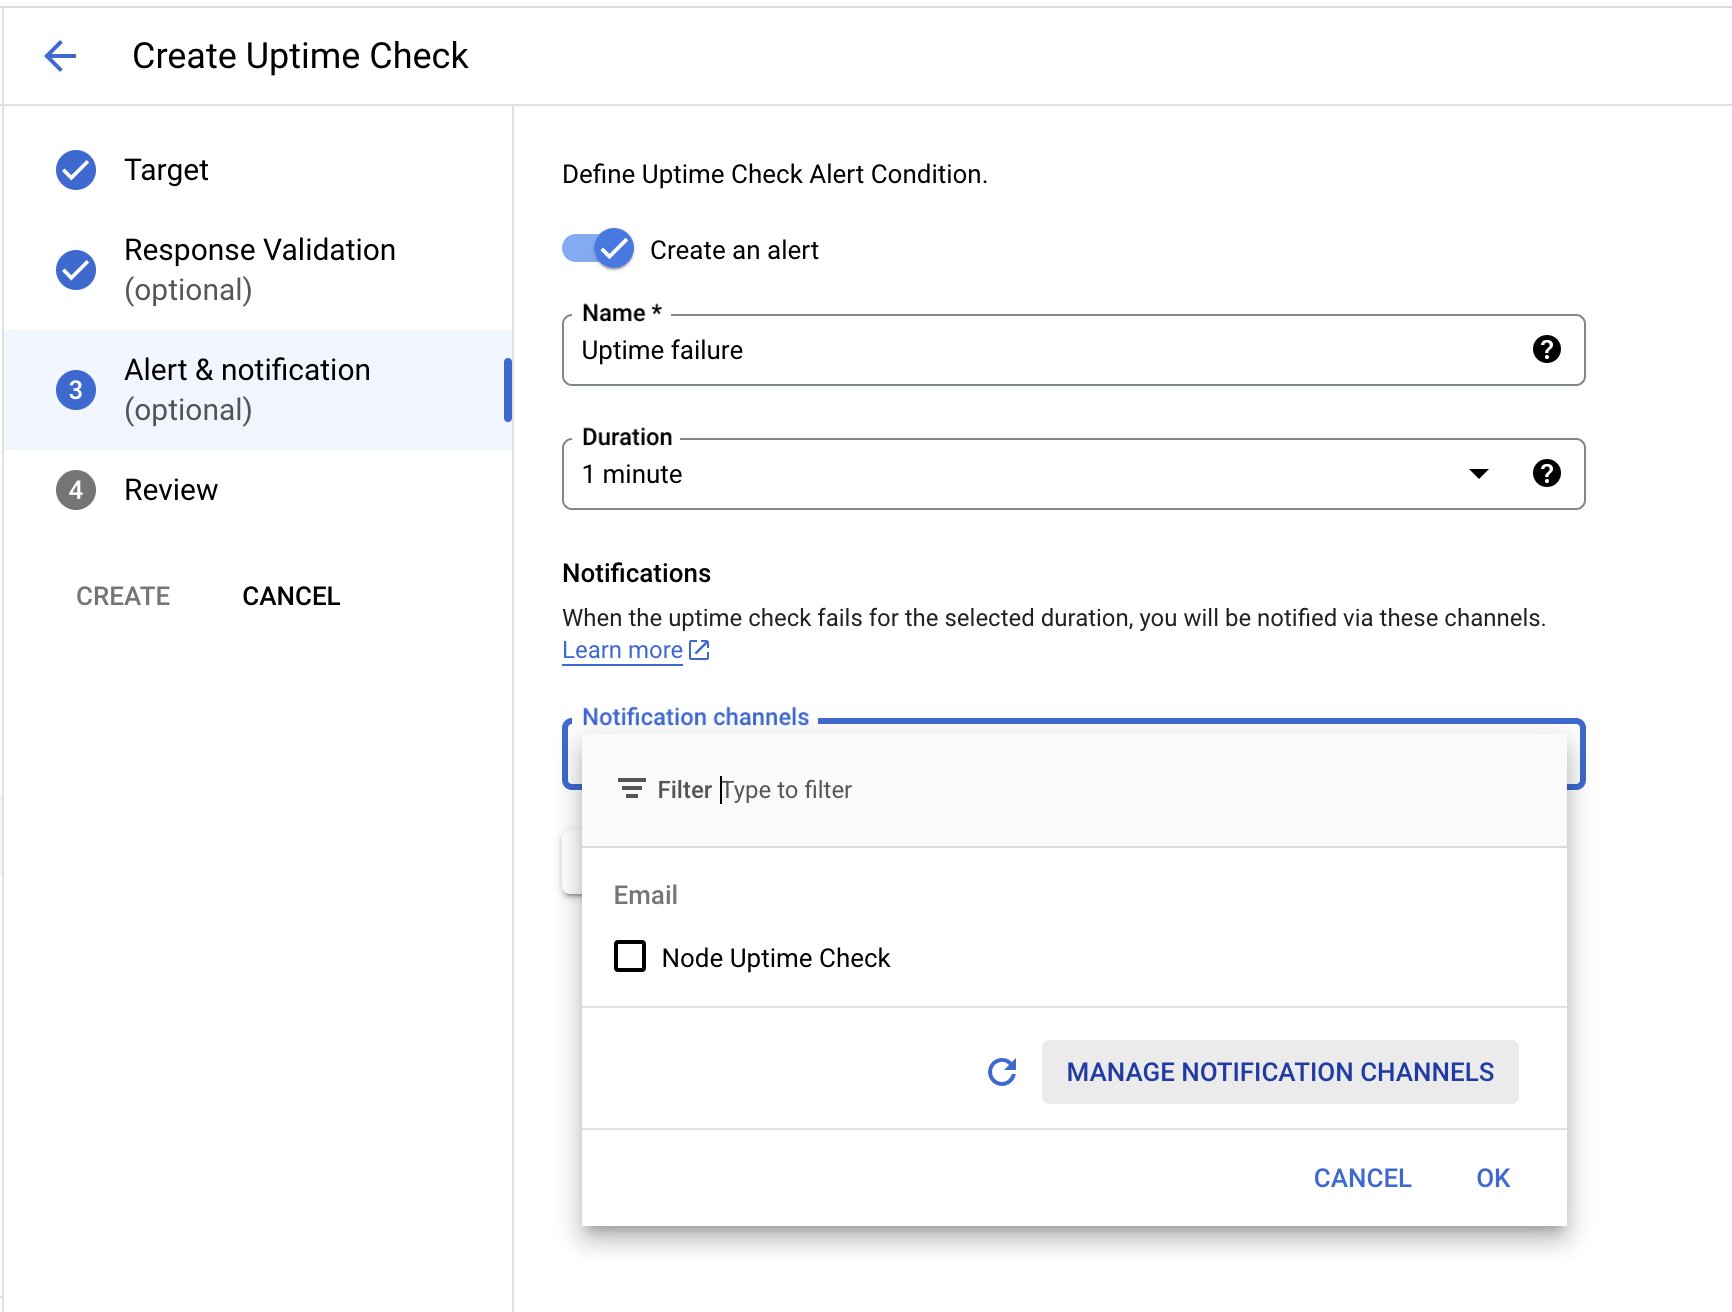 Create Uptime Check
Target
Response Validation
(optional)
3
Alert & notification
(optional)
4
Review
CREATE
CANCEL
Define Uptime Check Alert Condition.
Create an alert
Name *
Uptime failure
?
Duration
1 minute
?
Notifications
When the uptime check fails for the selected duration, you will be notified via these channels.
Learn more
Notification channels
Filter Type to filter
Email
Node Uptime Check
MANAGE NOTIFICATION CHANNELS
CANCEL
OK